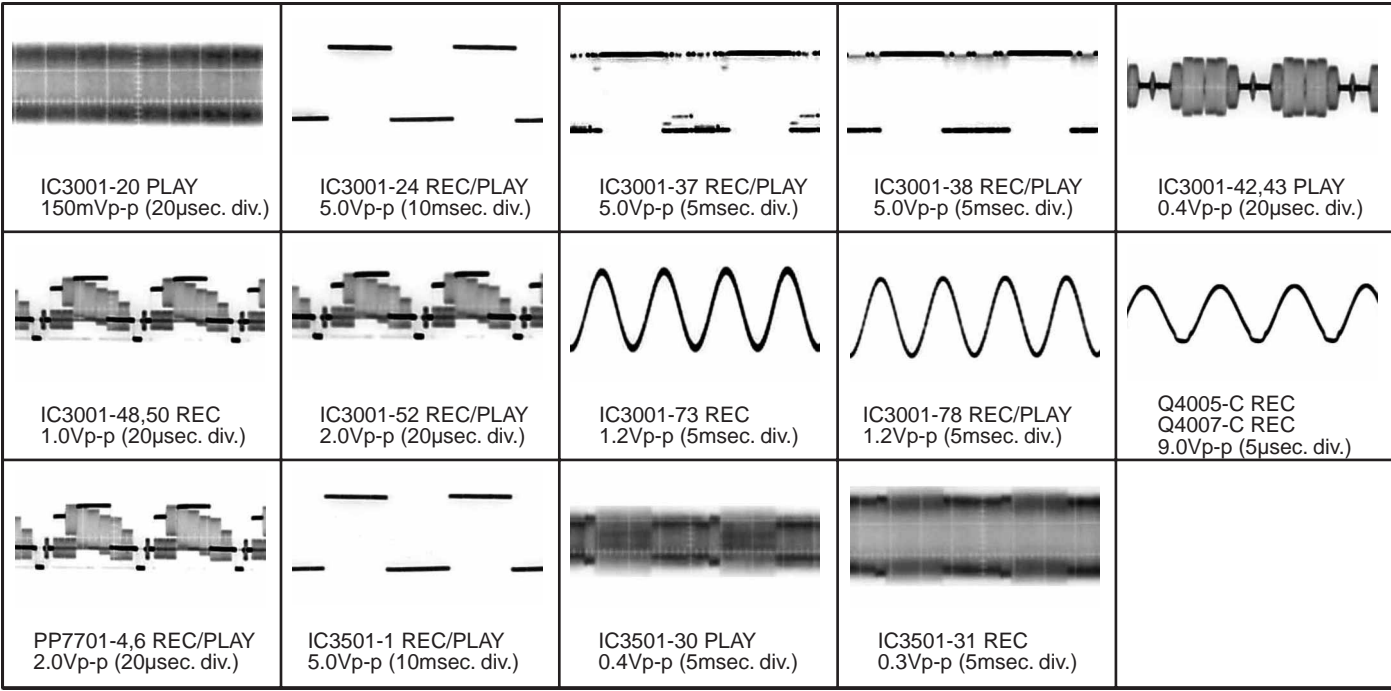 IC3001-20 PLAY
150mVp-p (20µsec. div.)
IC3001-24 REC/PLAY
5.0Vp-p (10msec. div.)
IC3001-37 REC/PLAY
5.0Vp-p (5msec. div.)
IC3001-38 REC/PLAY
5.0Vp-p (5msec. div.)
IC3001-42,43 PLAY
0.4Vp-p (20µsec. div.)
IC3001-48,50 REC
1.0Vp-p (20µsec. div.)
IC3001-52 REC/PLAY
2.0Vp-p (20µsec. div.)
IC3001-73 REC
1.2Vp-p (5msec. div.)
IC3001-78 REC/PLAY
1.2Vp-p (5msec. div.)
Q4005-C REC
Q4007-C REC
9.0Vp-p (5µsec. div.)
PP7701-4,6 REC/PLAY
2.0Vp-p (20µsec. div.)
IC3501-1 REC/PLAY
5.0Vp-p (10msec. div.)
IC3501-30 PLAY
0.4Vp-p (5msec. div.)
IC3501-31 REC
0.3Vp-p (5msec. div.)